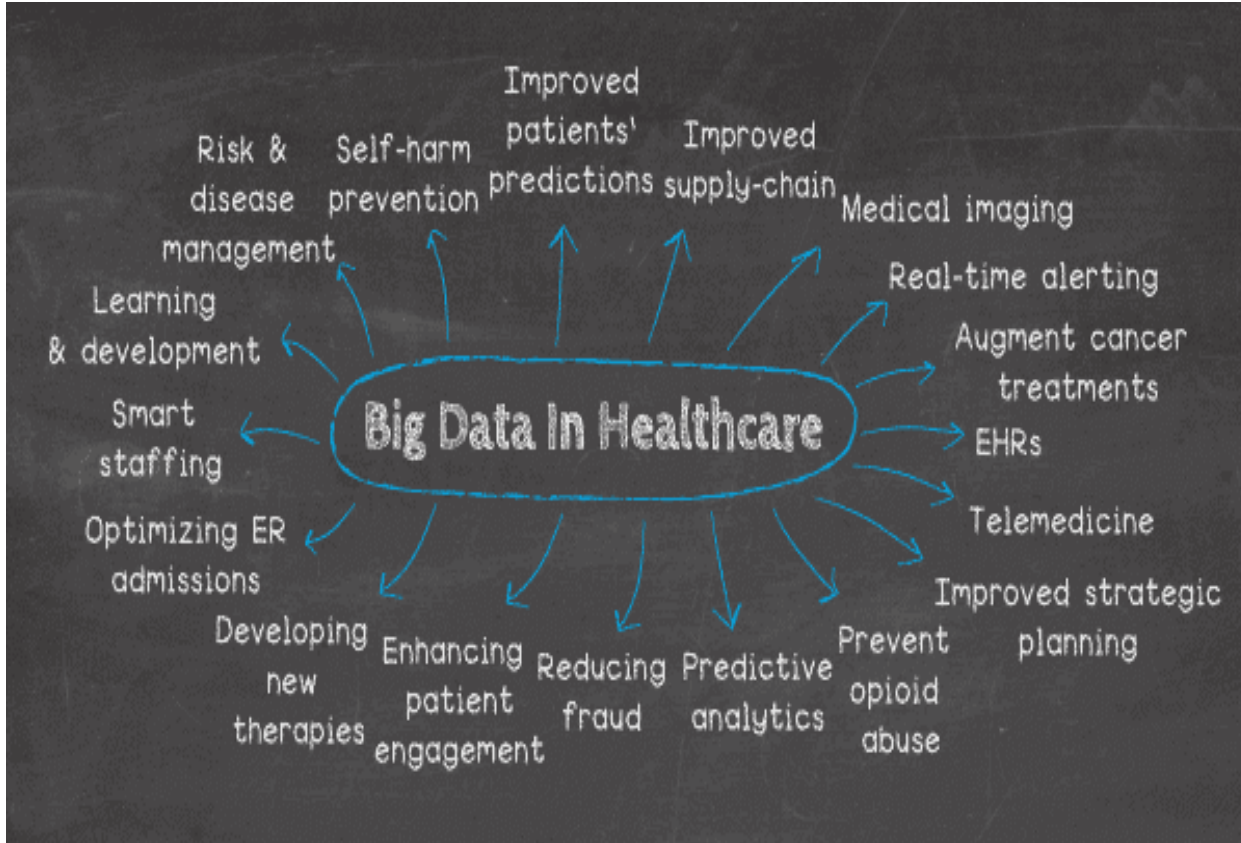 Improved
patients'
predictions
Improved
supply-chain
Medical imaging
Real-time alerting
Augment cancer
treatments
EHRs
Telemedicine
Improved strategic
planning
Prevent
opioid
abuse
Predictive
analytics
Reducing
fraud
Enhancing
patient
engagement
Developing
new
therapies
Optimizing ER
admissions
Smart
staffing
Learning
& development
Risk &
disease
management
Self-harm
prevention
Big Data In Healthcare